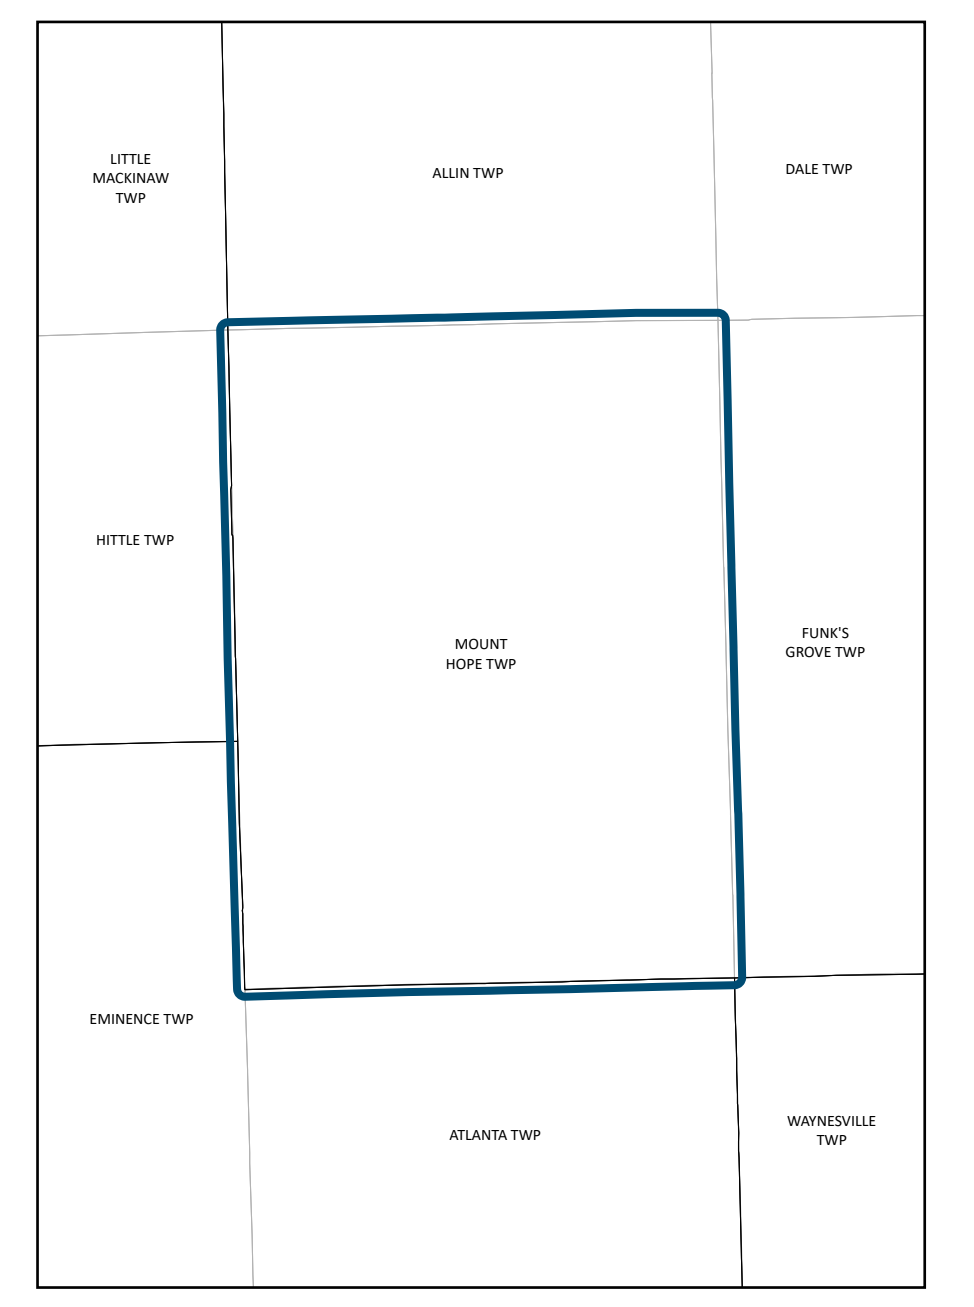 LITTLE
MACKINAW
TWP
ALLIN TWP
DALE TWP
HITTLE TWP
MOUNT
HOPE TWP
FUNK'S
GROVE TWP
EMINENCE TWP
ATLANTA TWP
WAYNESVILLE
TWP